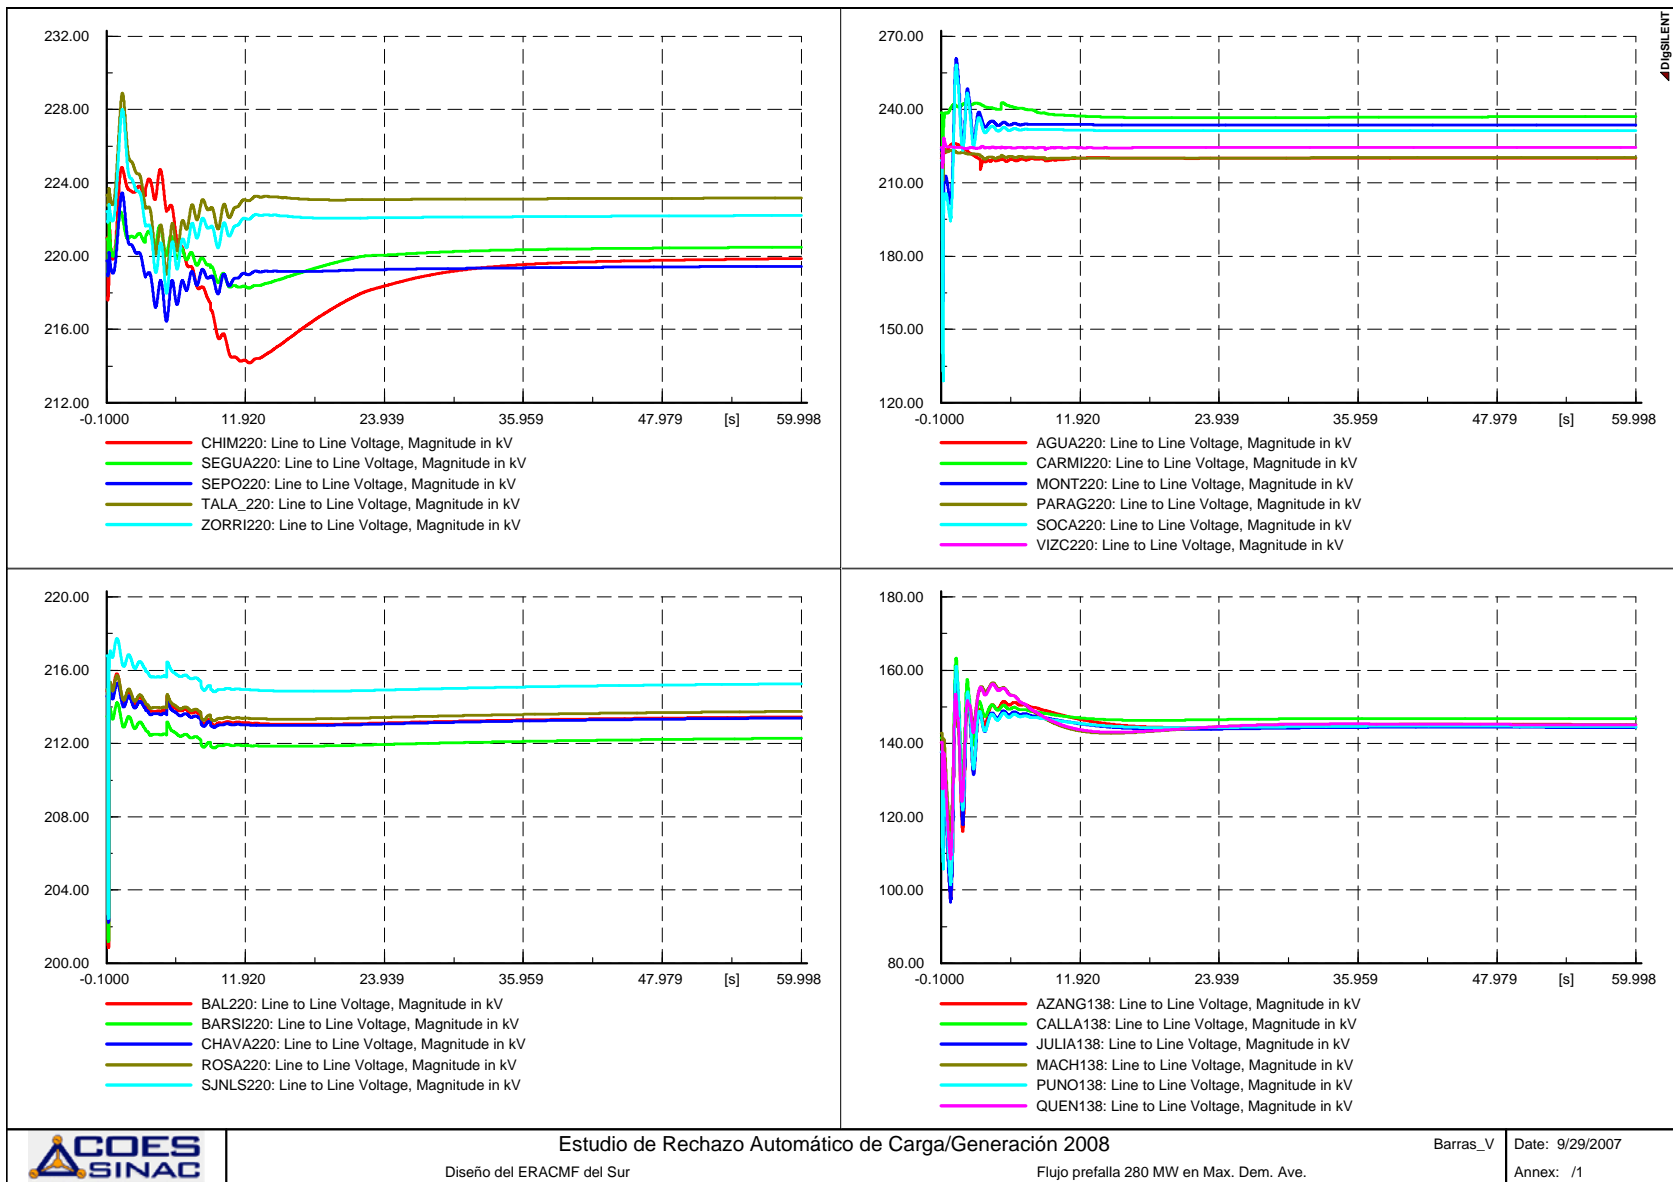 232.00
228.00
224.00
220.00
216.00
212.00
-0.1000 11.920 23.939 35.959 47.979 [s] 59.998
CHIM220: Line to Line Voltage, Magnitude in kV
SEGUA220: Line to Line Voltage, Magnitude in kV
SEPO220: Line to Line Voltage, Magnitude in kV
TALA_220: Line to Line Voltage, Magnitude in kV
ZORRI220: Line to Line Voltage, Magnitude in kV
DIgSILENT
270.00
240.00
210.00
180.00
150.00
120.00
-0.1000 11.920 23.939 35.959 47.979 [s] 59.998
AGUA220: Line to Line Voltage, Magnitude in kV
CARMI220: Line to Line Voltage, Magnitude in kV
MONT220: Line to Line Voltage, Magnitude in kV
PARAG220: Line to Line Voltage, Magnitude in kV
SOCA220: Line to Line Voltage, Magnitude in kV
VIZC220: Line to Line Voltage, Magnitude in kV
220.00
216.00
212.00
208.00
204.00
200.00
-0.1000 11.920 23.939 35.959 47.979 [s] 59.998
BAL220: Line to Line Voltage, Magnitude in kV
BARSI220: Line to Line Voltage, Magnitude in kV
CHAVA220: Line to Line Voltage, Magnitude in kV
ROSA220: Line to Line Voltage, Magnitude in kV
SJNLS220: Line to Line Voltage, Magnitude in kV
180.00
160.00
140.00
120.00
100.00
80.00
-0.1000 11.920 23.939 35.959 47.979 [s] 59.998
AZANG138: Line to Line Voltage, Magnitude in kV
CALLA138: Line to Line Voltage, Magnitude in kV
JULIA138: Line to Line Voltage, Magnitude in kV
MACH138: Line to Line Voltage, Magnitude in kV
PUNO138: Line to Line Voltage, Magnitude in kV
QUEN138: Line to Line Voltage, Magnitude in kV
COES
SINAC
Estudio de Rechazo Automático de Carga/Generación 2008
Barras_V
Date: 9/29/2007
Diseño del ERACMF del Sur
Flujo prefalla 280 MW en Max. Dem. Ave.
Annex: /1